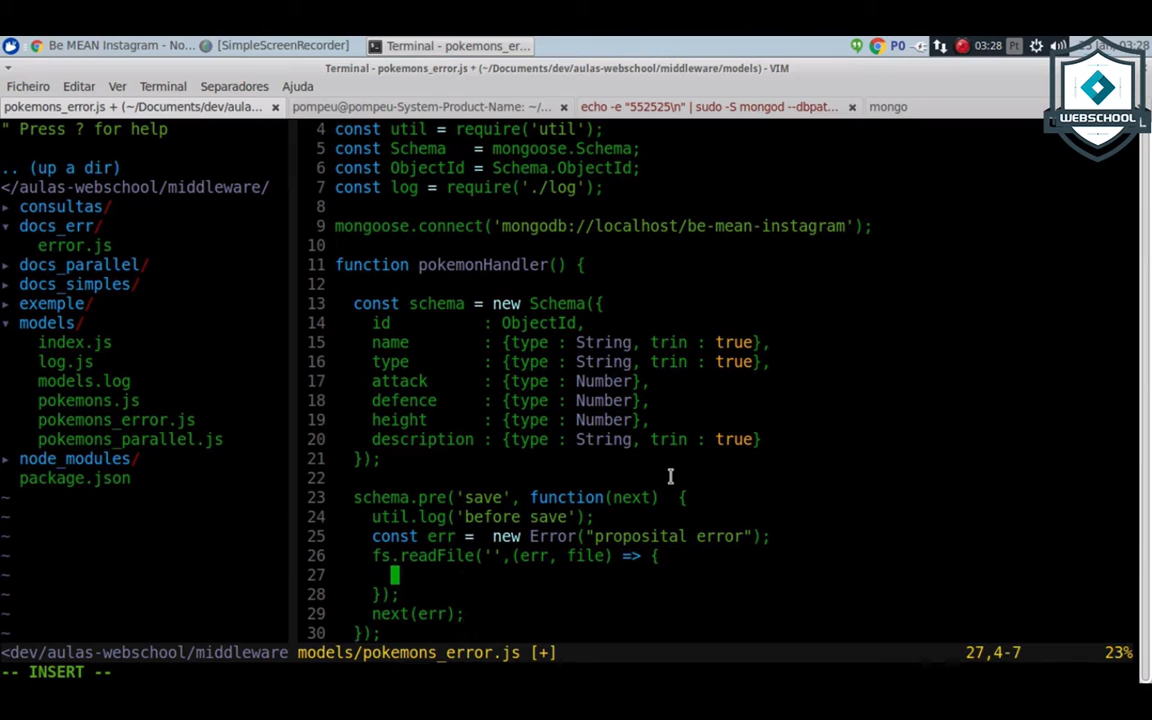 Be MEAN Instagram - No...
[SimpleScreenRecorder]
Terminal - pokemons_er...
PO
03:28
Pt
03:28
Terminal - pokemons_error.js + (~/Documents/dev/aulas-webschool/middleware/models) - VIM
Ficheiro Editar Ver Terminal Separadores Ajuda
WEBSCHOOL
pokemons_error.js + (~/Documents/dev/aula...
pompeu@pompeu-System-Product-Name: ~/...
echo -e "552525\n" | sudo -S mongod --dbpat...
mongo
" Press ? for help
.. (up a dir)
</aulas-webschool/middleware/
▸ consultas/
▾ docs_err/
error.js
▸ docs_parallel/
▸ docs_simples/
▸ exemple/
▾ models/
index.js
log.js
models.log
pokemons.js
pokemons_error.js
pokemons_parallel.js
▸ node_modules/
package.json
~
~
~
~
~
~
~
~
4 const util = require('util');
5 const Schema   = mongoose.Schema;
6 const ObjectId = Schema.ObjectId;
7 const log = require('./log');
8
9 mongoose.connect('mongodb://localhost/be-mean-instagram');
10
11 function pokemonHandler() {
12
13   const schema = new Schema({
14     id          : ObjectId,
15     name        : {type : String, trin : true},
16     type        : {type : String, trin : true},
17     attack      : {type : Number},
18     defence     : {type : Number},
19     height      : {type : Number},
20     description : {type : String, trin : true}
21   });
22
23   schema.pre('save', function(next)  {
24     util.log('before save');
25     const err =  new Error("proposital error");
26     fs.readFile('',(err, file) => {
27
28     });
29     next(err);
30   });
<dev/aulas-webschool/middleware models/pokemons_error.js [+] 27,4-7 23%
-- INSERT --